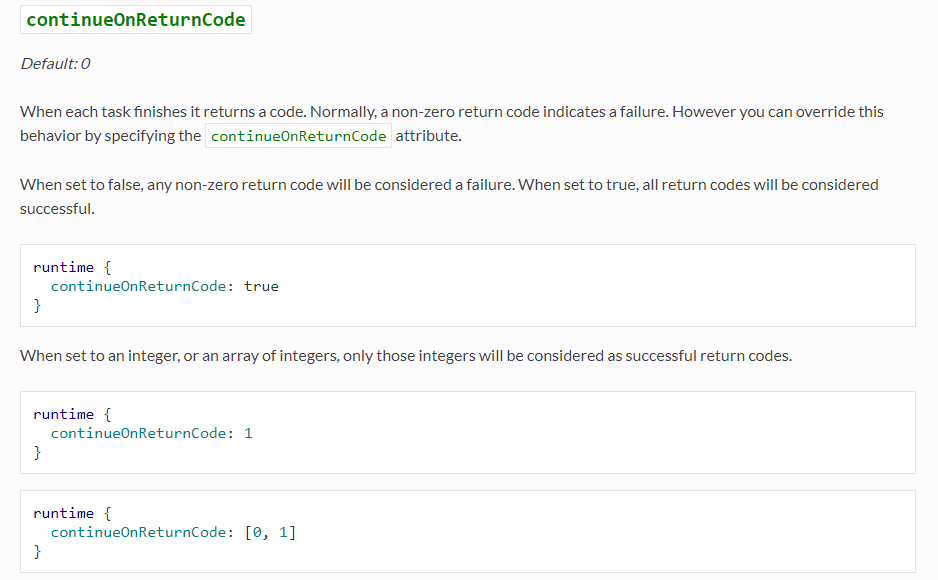 continueOnReturnCode
Default: 0
When each task finishes it returns a code. Normally, a non-zero return code indicates a failure. However you can override this
behavior by specifying the continueOnReturnCode attribute.
When set to false, any non-zero return code will be considered a failure. When set to true, all return codes will be considered
successful.
runtime {
  continueOnReturnCode: true
}
When set to an integer, or an array of integers, only those integers will be considered as successful return codes.
runtime {
  continueOnReturnCode: 1
}
runtime {
  continueOnReturnCode: [0, 1]
}